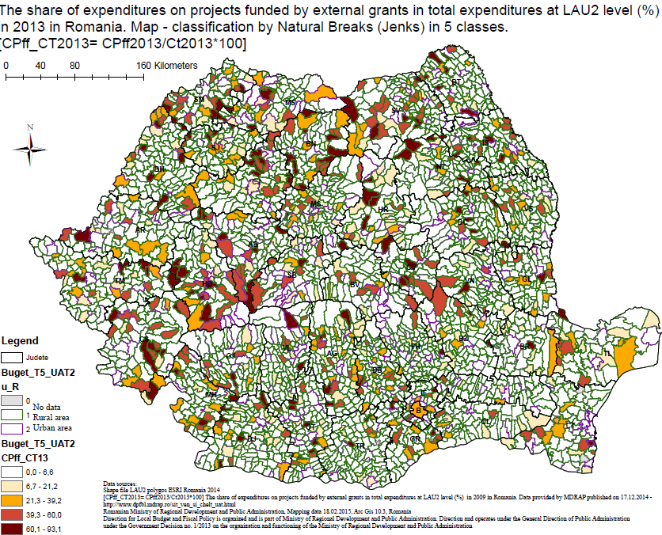 The share of expenditures on projects funded by external grants in total expenditures at LAU2 level (%)
in 2013 in Romania. Map - classification by Natural Breaks (Jenks) in 5 classes.
[CPff_CT2013= CPff2013/Ct2013*100]
0 40 80 160 Kilometers
N
BT
AR
HR
AG
TR
CL
TL
Legend
Judete
Buget_T5_UAT2
u_R
0
No data
1 Rural area
2 Urban area
Buget_T5_UAT2
CPff_CT13
0,0 - 6,6
6,7 - 21,2
21,3 - 39,2
39,3 - 60,0
60,1 - 93,1
Data sources:
Shape file LAU2 polygos ESRI Romania 2014
[CPff_CT2013= CPff2013/Ct2013*100] The share of expenditures on projects funded by external grants in total expenditures at LAU2 level (%) in 2009 in Romania. Data provided by MDRAP published on 17.12.2014 -
Romanian Ministry of Regional Development and Public Administration, Mapping data 18.02.2015, Arc Gis 10.3, Romania
Direction for Local Budget and Fiscal Policy is organized and is part of Ministry of Regional Development and Public Administration. Direction and operates under the General Direction of Public Administration
under the Government Decision no. 1/2013 on the organization and functioning of the Ministry of Regional Development and Public Administration